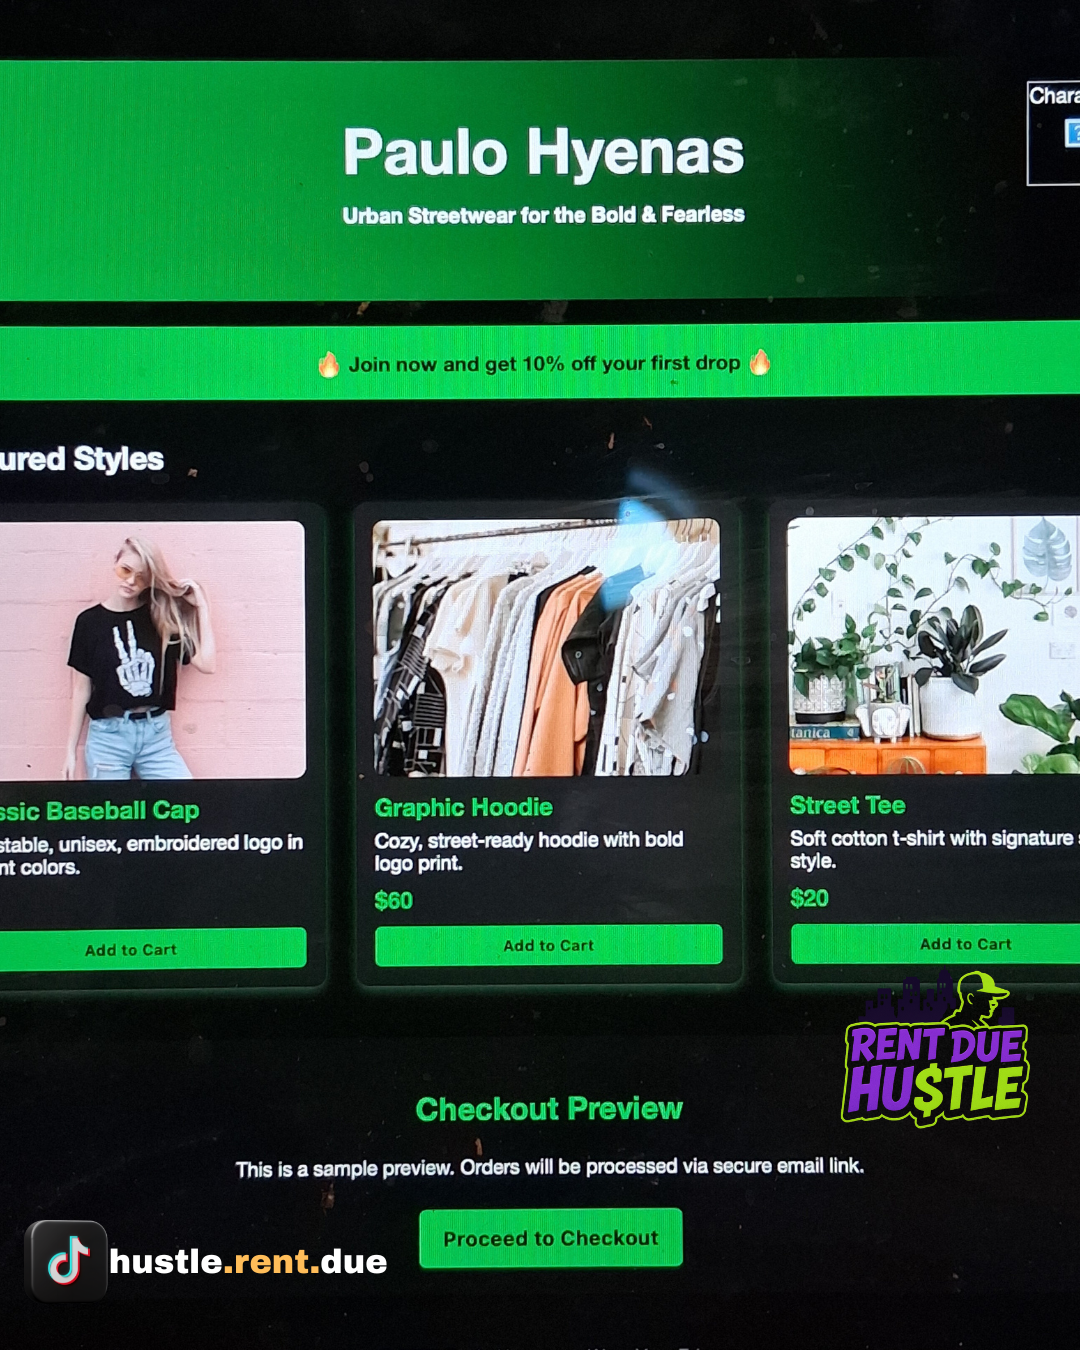 Paulo Hyenas
Urban Streetwear for the Bold & Fearless
Chara
🔥 Join now and get 10% off your first drop 🔥
ured Styles
ssic Baseball Cap
stable, unisex, embroidered logo in
nt colors.
Add to Cart
Graphic Hoodie
Cozy, street-ready hoodie with bold
logo print.
$60
Add to Cart
tanica
Street Tee
Soft cotton t-shirt with signature
style.
$20
Add to Cart
RENT DUE
HU$TLE
Checkout Preview
This is a sample preview. Orders will be processed via secure email link.
Proceed to Checkout
hustle.rent.due